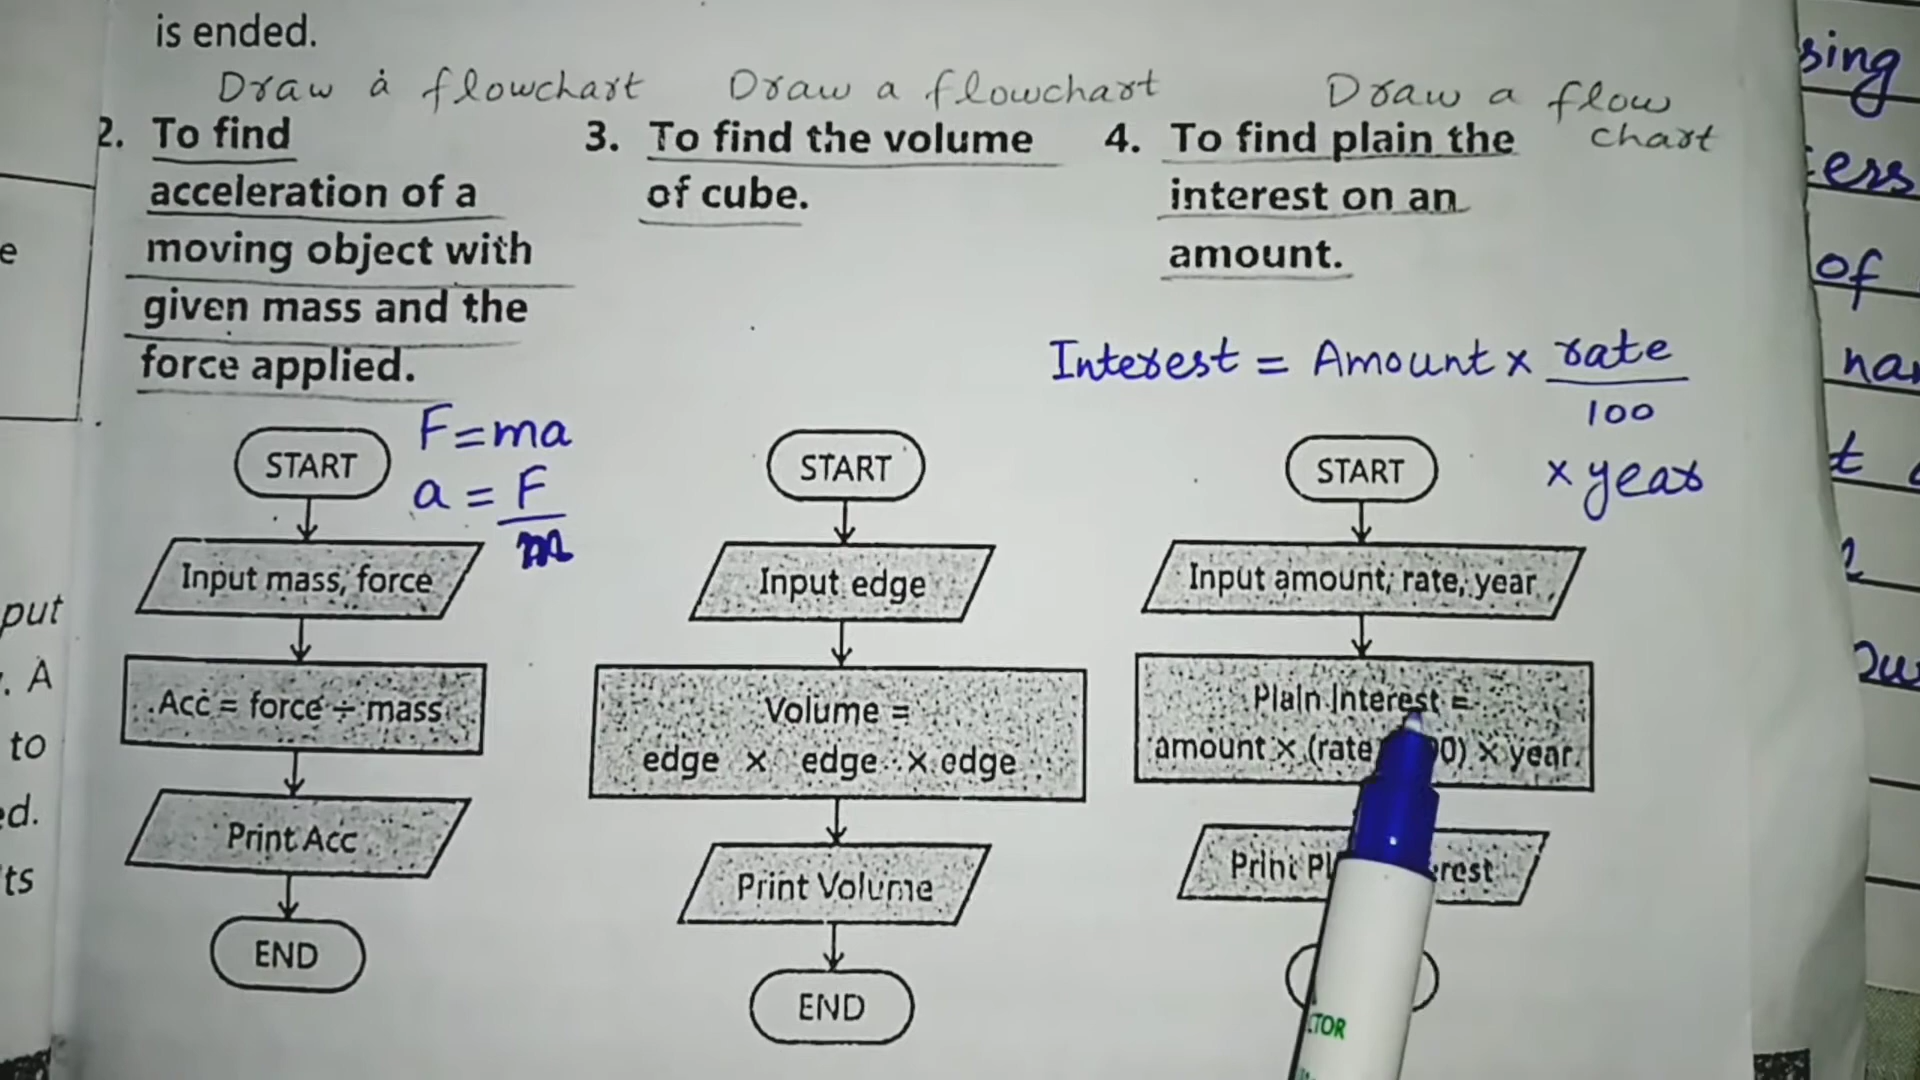 is ended.
Draw a flowchart
2. To find
acceleration of a
moving object with
given mass and the
force applied.
F=ma
a = F
m
START
Input mass, force
Acc = force ÷ mass
Print Acc
END
Draw a flowchart
3. To find the volume
of cube.
START
Input edge
Volume =
edge × edge × edge
Print Volume
END
Draw a flow
chart
4. To find plain the
interest on an
amount.
Interest = Amount × rate
100
× year
START
Input amount, rate, year
Plain Interest =
amount × (rate 00) × year
Print
put
. A
to
ed.
ts
e
sing
of
t